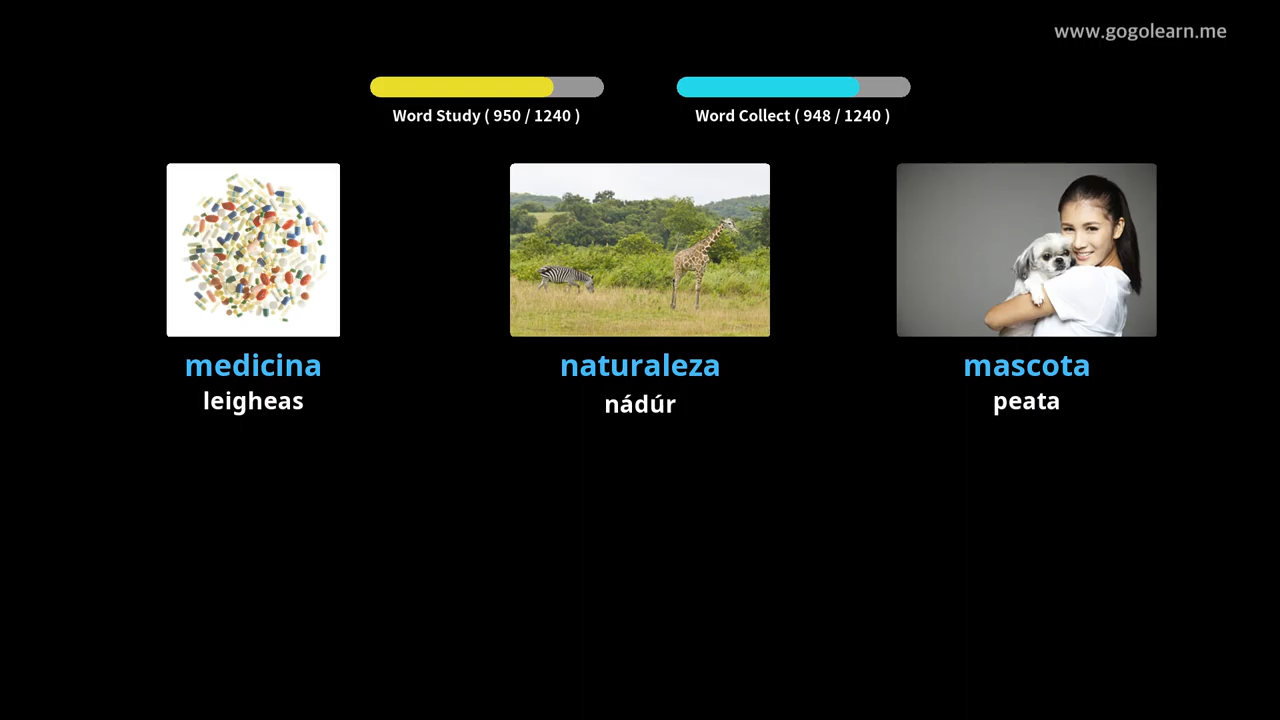 www.gogolearn.me
Word Study ( 950 / 1240 )
Word Collect ( 948 / 1240 )
medicina
leigheas
naturaleza
nádúr
mascota
peata